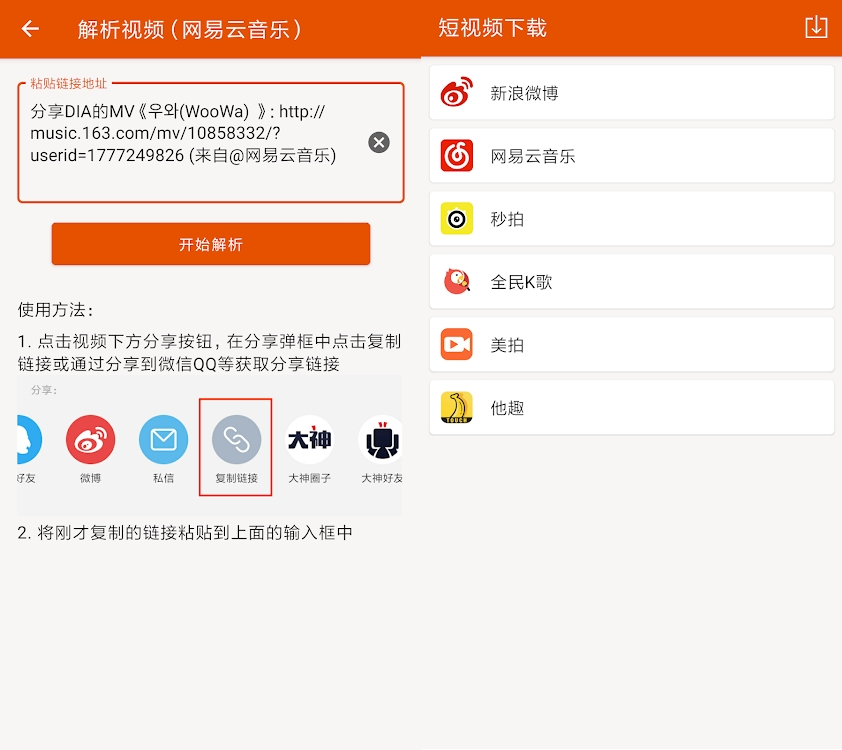 解析视频（网易云音乐）
粘贴链接地址
分享DIA的MV《우와(WooWa) 》: http://
music.163.com/mv/10858332/?
userid=1777249826 (来自@网易云音乐)
开始解析
使用方法：
1. 点击视频下方分享按钮，在分享弹框中点击复制
链接或通过分享到微信QQ等获取分享链接
分享：
大神
好友
微博
私信
复制链接
大神圈子
大神好友
2. 将刚才复制的链接粘贴到上面的输入框中
短视频下载
新浪微博
网易云音乐
秒拍
全民K歌
美拍
TOUCH
他趣